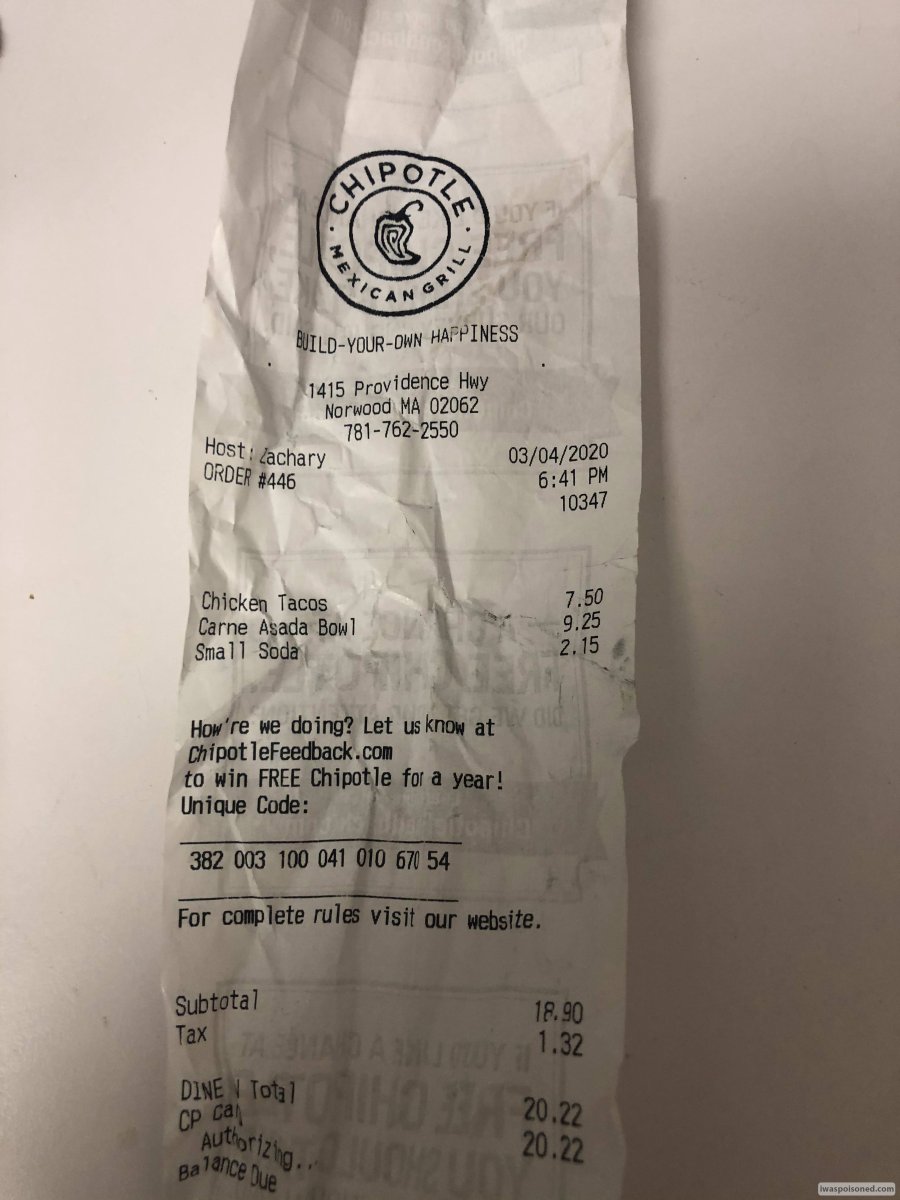 CHIPOTLE
MEXICAN GRILL
BUILD-YOUR-OWN HAPPINESS
1415 Providence Hwy
Norwood MA 02062
781-762-2550
Host: Zachary 03/04/2020
ORDER #446 6:41 PM
10347
Chicken Tacos 7.50
Carne Asada Bowl 9.25
Small Soda 2.15
How're we doing? Let us know at
ChipotleFeedback.com
to win FREE Chipotle for a year!
Unique Code:
382 003 100 041 010 670 54
For complete rules visit our website.
Subtotal 18.90
Tax 1.32
DINE N Total 20.22
CP Car 20.22
Authorizing...
Balance Due
iwaspoisoned.com